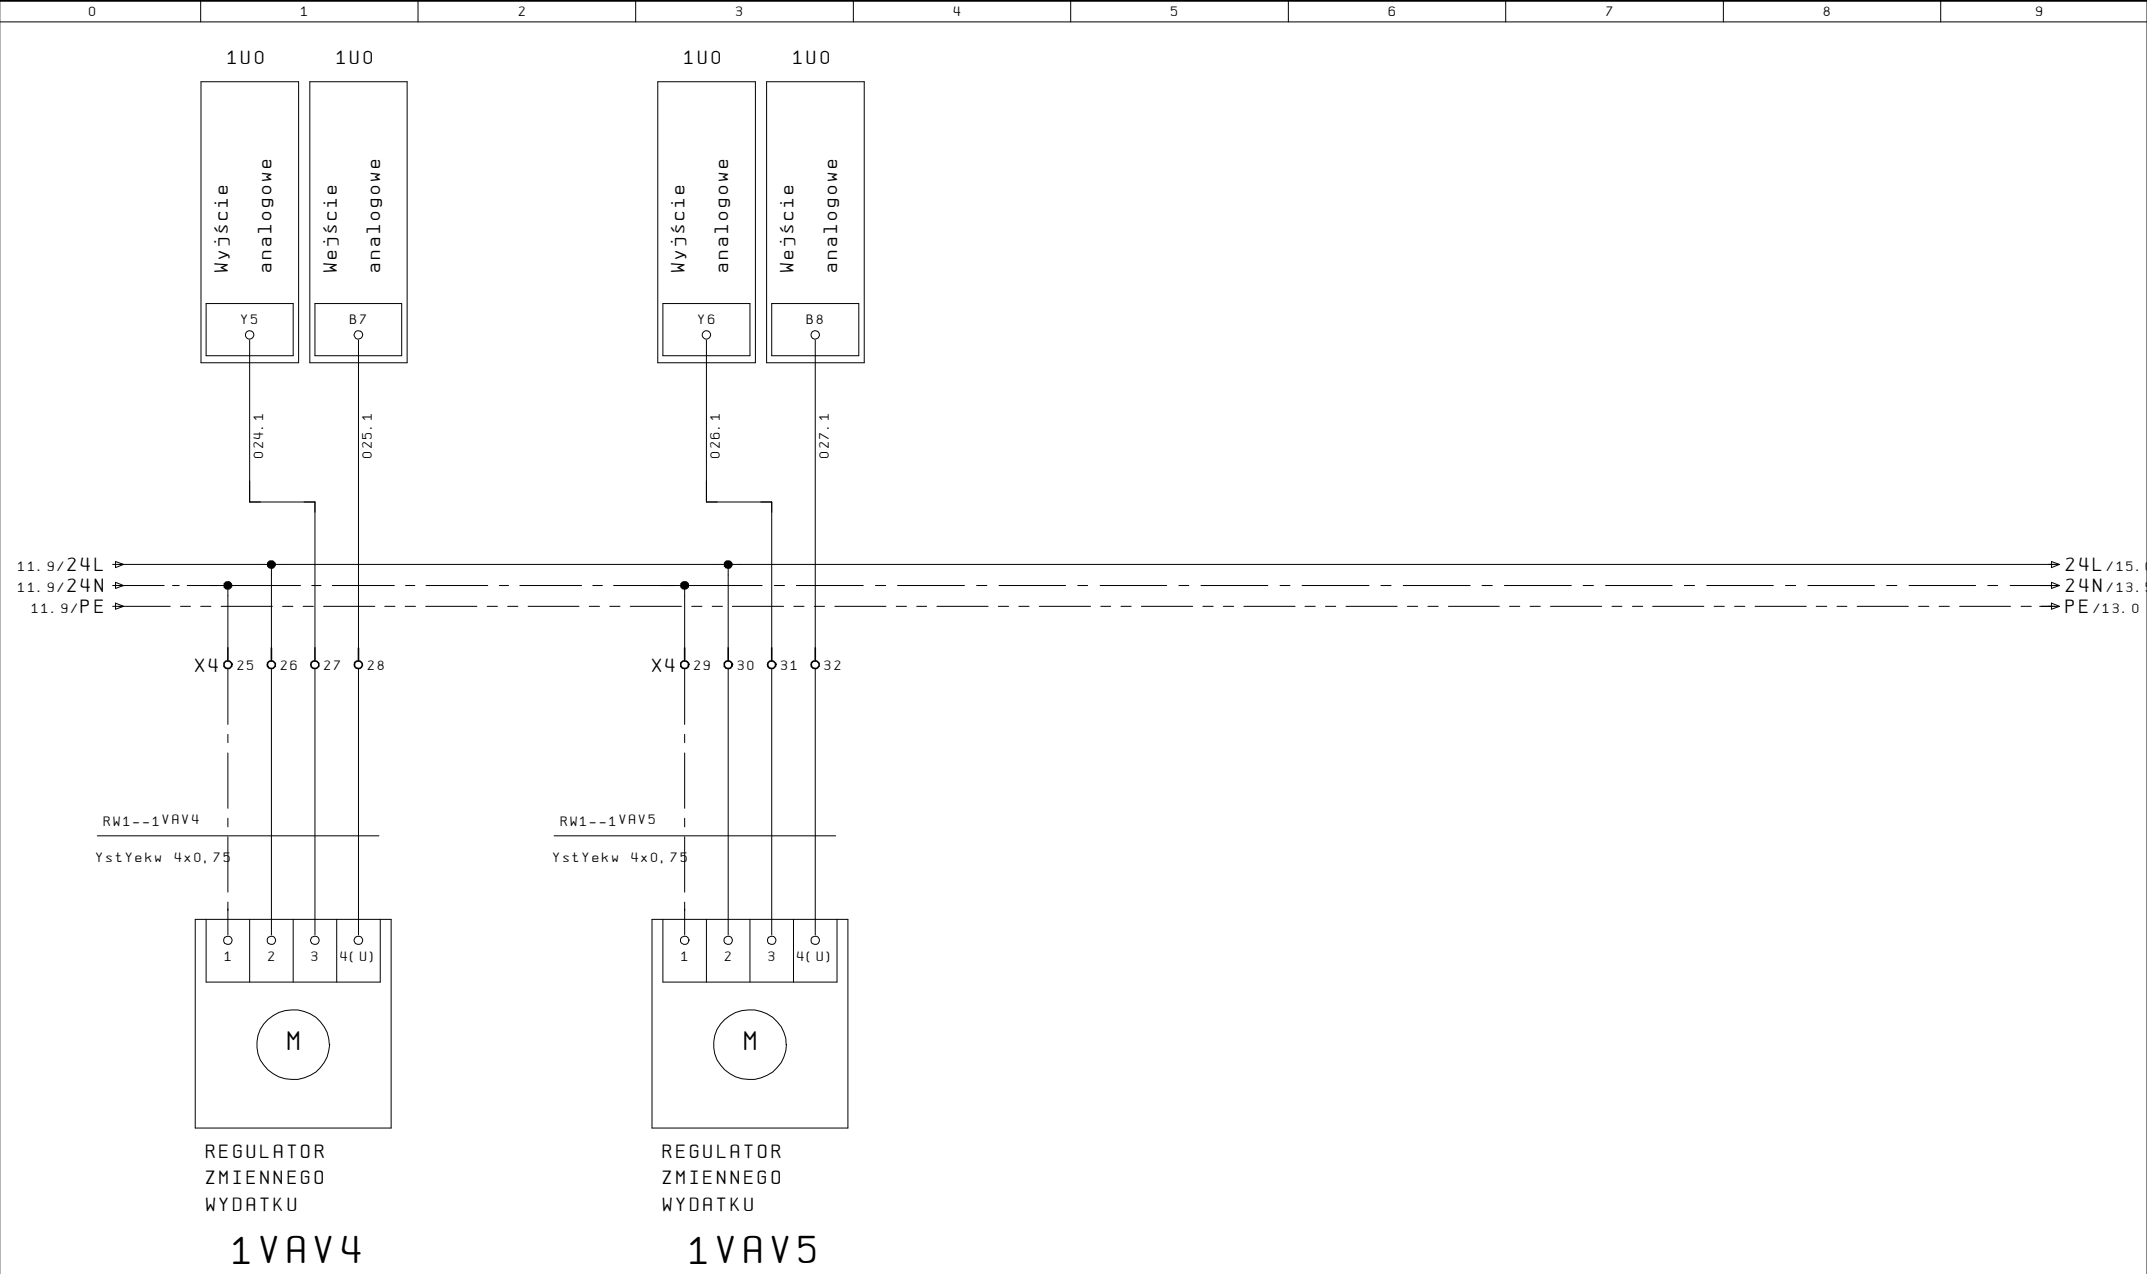 0 1 2 3 4 5 6 7 8 9
1U0 1U0 1U0 1U0
Wyjście
analogowe
Wejście
analogowe
Wyjście
analogowe
Wejście
analogowe
Y5 B7 Y6 B8
024.1 025.1 026.1 027.1
11.9/24L 24L/15.
11.9/24N 24N/13.
11.9/PE PE/13.0
X4 25 26 27 28 X4 29 30 31 32
RW1--1VAV4 RW1--1VAV5
YstYekw 4x0,75 YstYekw 4x0,75
1 2 3 4(U) 1 2 3 4(U)
M M
REGULATOR
ZMIENNEGO
WYDATKU
1VAV4
REGULATOR
ZMIENNEGO
WYDATKU
1VAV5